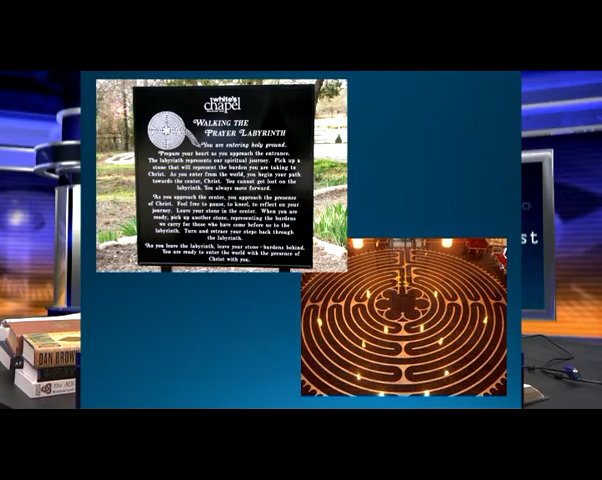 white's
chapel
WALKING THE
PRAYER LABYRINTH
You are entering holy ground.
Prepare your heart as you approach the entrance.
The labyrinth represents our spiritual journey. Pick up a
stone that will represent the burden you are taking to
Christ. As you enter from the world, you begin your path
towards the center, Christ. You cannot get lost on the
labyrinth. You always move forward.
As you approach the center, you approach the presence
of Christ. Feel free to pause, to kneel, to reflect on your
journey. Leave your stone in the center. When you are
ready, pick up another stone, representing the burdens
we carry for those who have come before us to the
labyrinth. Turn and retrace your steps back through
the labyrinth.
As you leave the labyrinth, leave your stone - burdens behind.
You are ready to enter the world with the presence of
Christ with you.
st
DAN BROW
The AQU